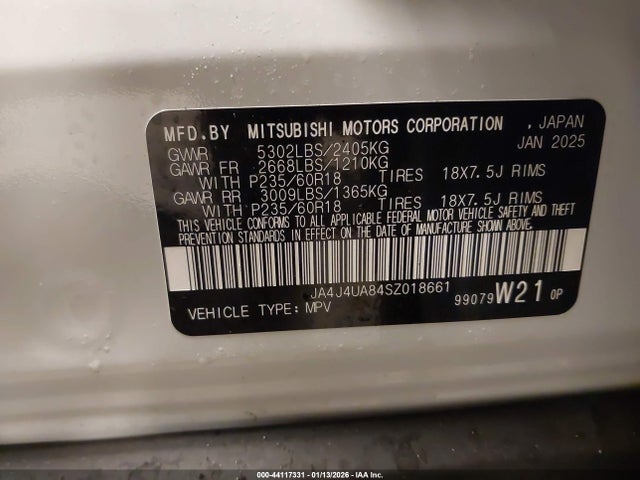 MFD.BY MITSUBISHI MOTORS CORPORATION , JAPAN
GVWR 5302LBS/2405KG JAN 2025
GAWR FR 2668LBS/1210KG
WITH P235/60R18 TIRES 18X7.5J RIMS
GAWR RR 3009LBS/1365KG
WITH P235/60R18 TIRES 18X7.5J RIMS
THIS VEHICLE CONFORMS TO ALL APPLICABLE FEDERAL MOTOR VEHICLE SAFETY AND THEFT
PREVENTION STANDARDS IN EFFECT ON THE DATE OF MANUFACTURE SHOWN ABOVE.
JA4J4UA84SZ018661
VEHICLE TYPE: MPV 99079 W21 0P
000-44117331 - 01/13/2026 - IAA Inc.